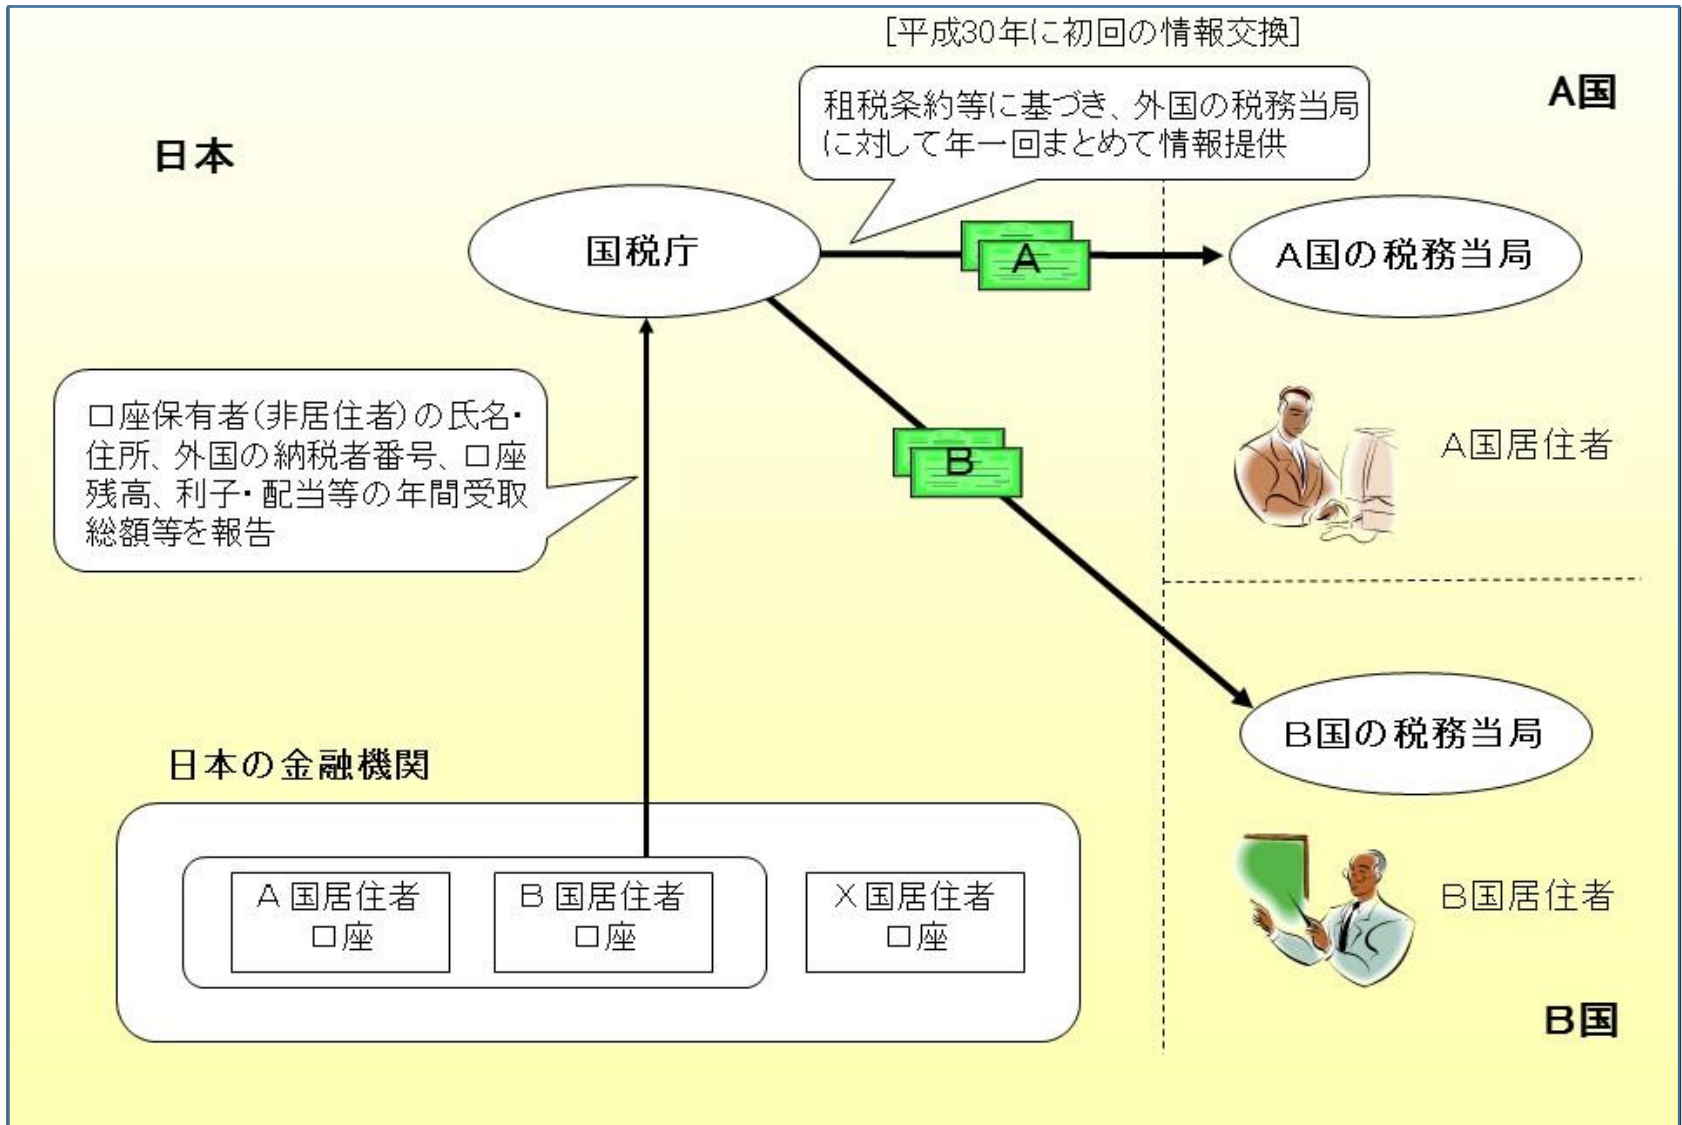 [平成30年に初回の情報交換]
A国
租税条約等に基づき、外国の税務当局
に対して年一回まとめて情報提供
日本
国税庁
A
A国の税務当局
口座保有者(非居住者)の氏名・
住所、外国の納税者番号、口座
残高、利子・配当等の年間受取
総額等を報告
B
A国居住者
B国の税務当局
日本の金融機関
A国居住者
口座
B国居住者
口座
X国居住者
口座
B国居住者
B国